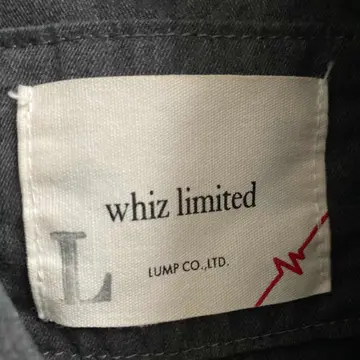 whiz limited
LUMP CO.,LTD.
L